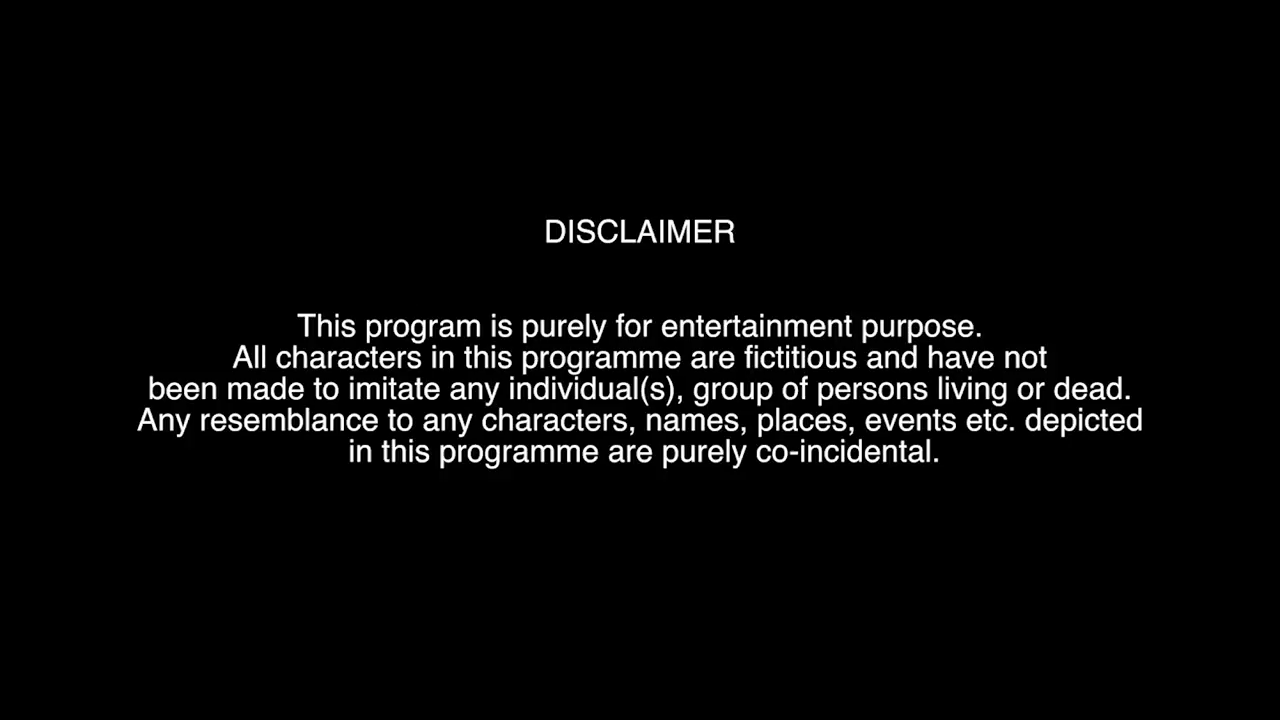 DISCLAIMER
This program is purely for entertainment purpose.
All characters in this programme are fictitious and have not
been made to imitate any individual(s), group of persons living or dead.
Any resemblance to any characters, names, places, events etc. depicted
in this programme are purely co-incidental.